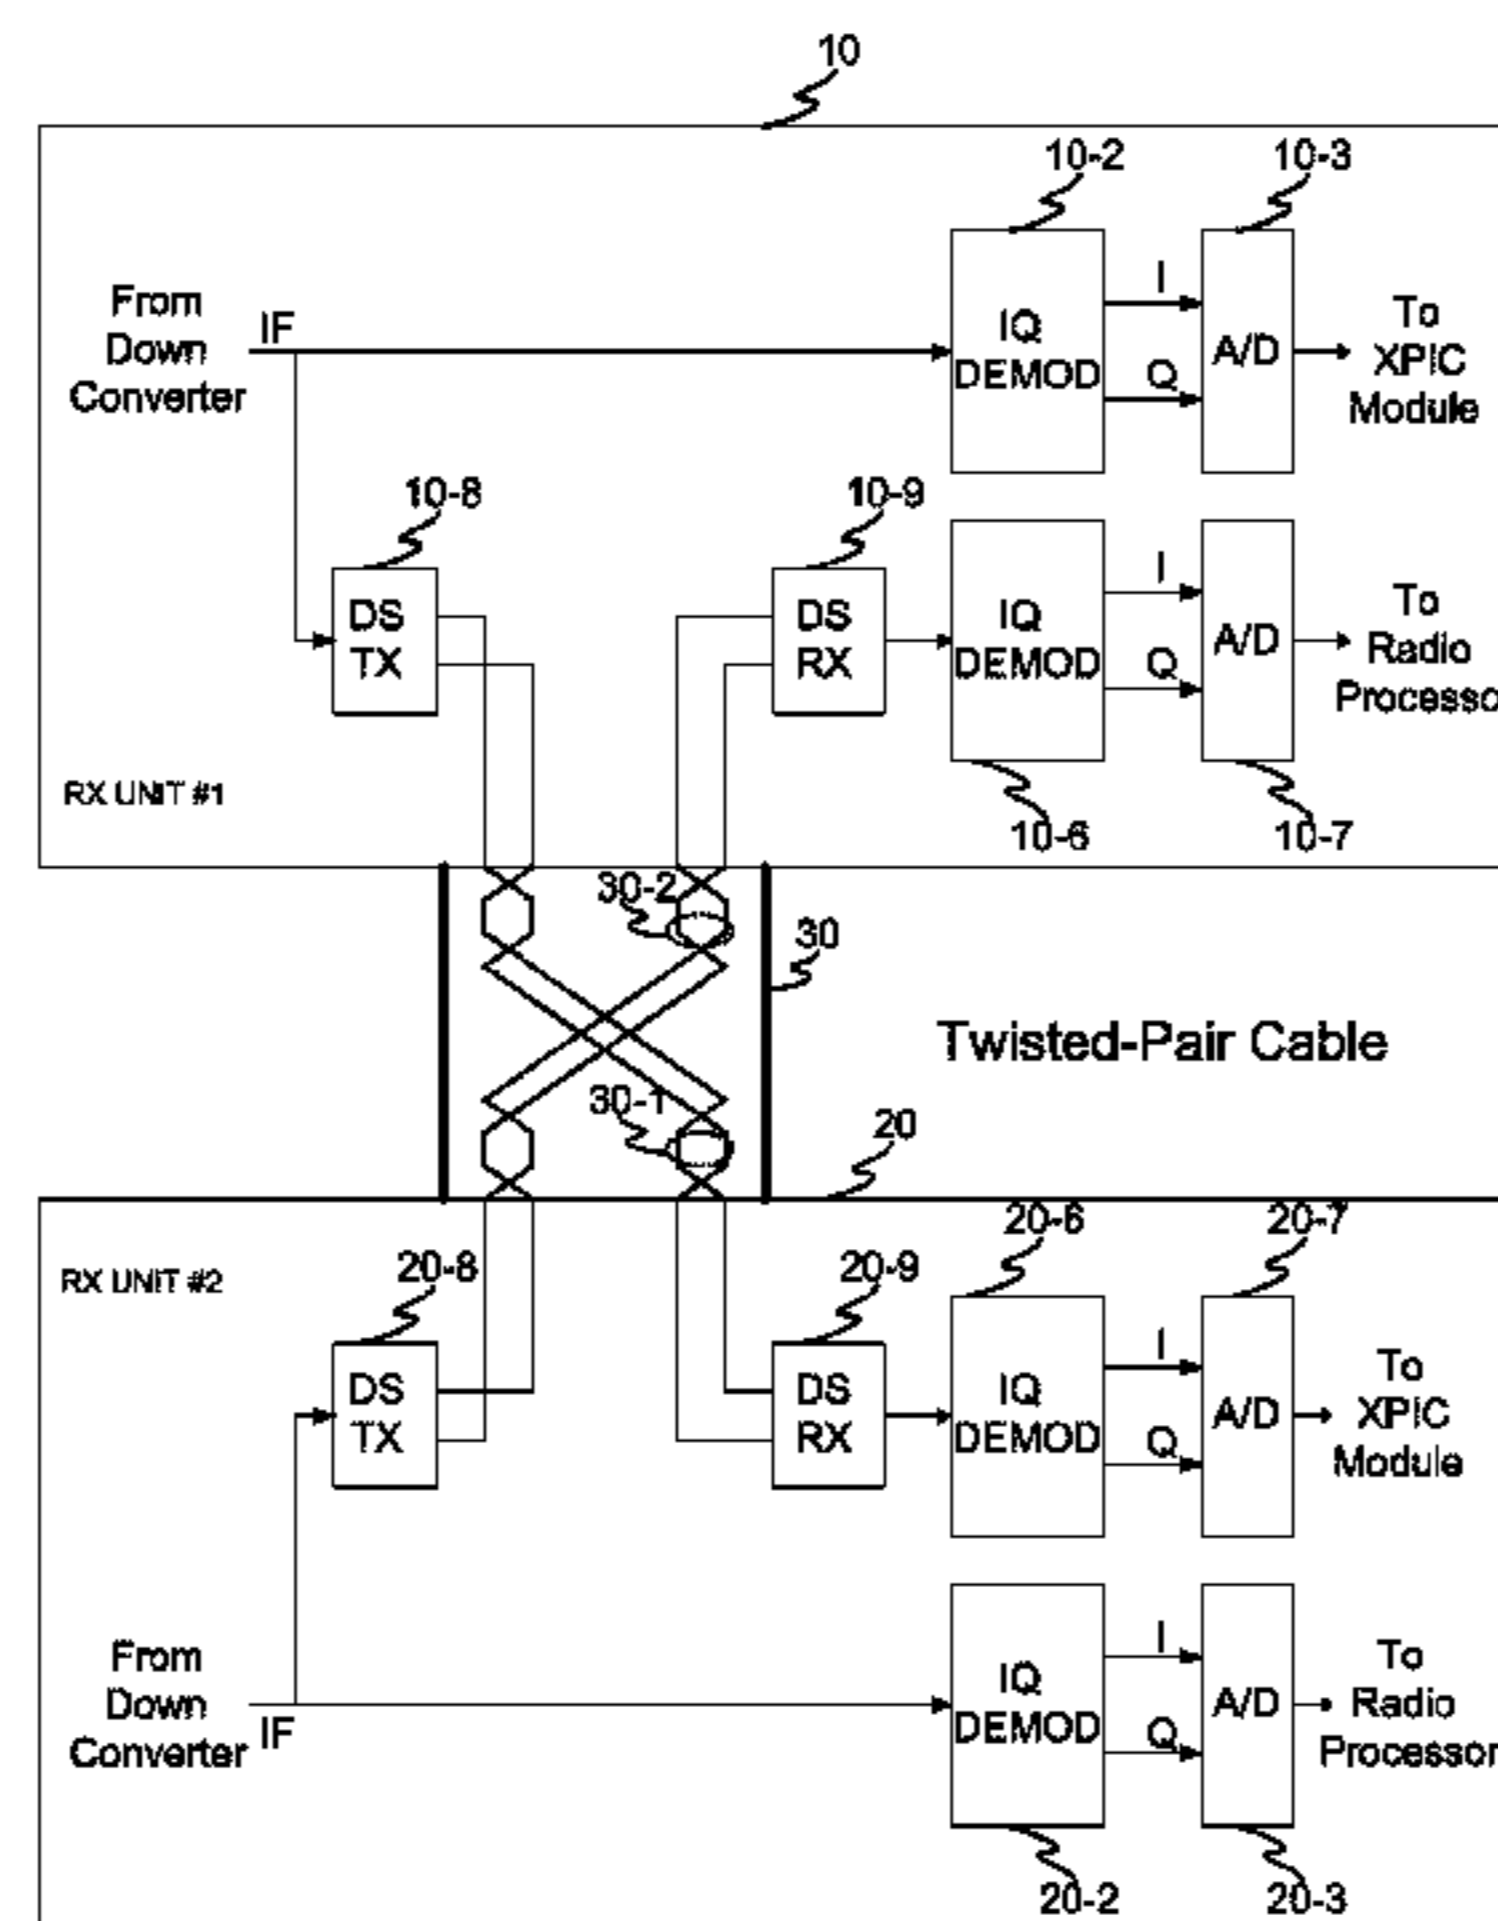 10
10-2
10-3
From
Down
Converter
IF
IQ
DEMOD
I
Q
A/D
To
XPIC
Module
10-8
10-9
DS
TX
DS
RX
IQ
DEMOD
I
Q
A/D
To
Radio
Processo
RX UNIT #1
10-6
10-7
30-2
30
Twisted-Pair Cable
30-1
20
RX UNIT #2
20-8
20-9
20-6
20-7
DS
TX
DS
RX
IQ
DEMOD
I
Q
A/D
To
XPIC
Module
From
Down
Converter
IF
IQ
DEMOD
I
Q
A/D
To
Radio
Processor
20-2
20-3